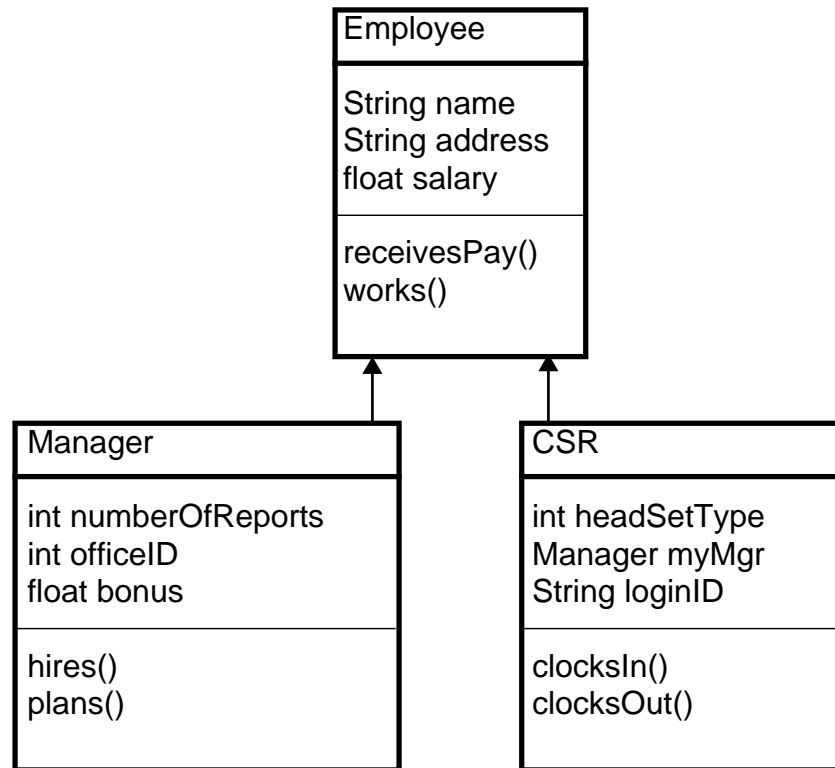 Employee
String name
String address
float salary
receivesPay()
works()
Manager
int numberOfReports
int officeID
float bonus
hires()
plans()
CSR
int headSetType
Manager myMgr
String loginID
clocksIn()
clocksOut()